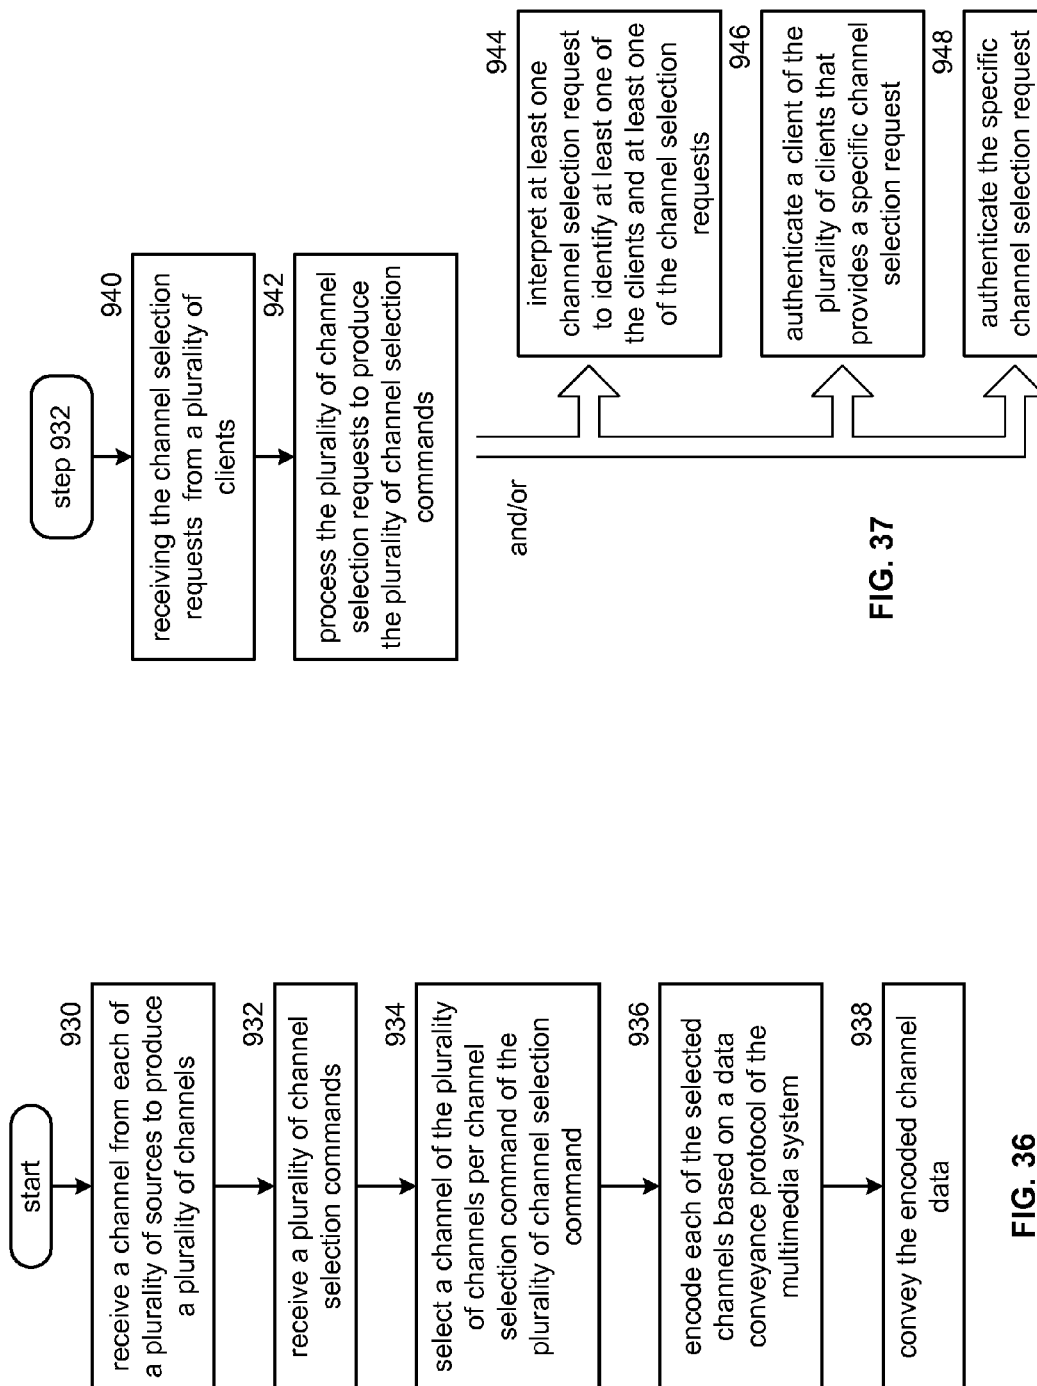 start
930
receive a channel from each of
a plurality of sources to produce
a plurality of channels
932
receive a plurality of channel
selection commands
934
select a channel of the plurality
of channels per channel
selection command of the
plurality of channel selection
command
936
encode each of the selected
channels based on a data
conveyance protocol of the
multimedia system
938
convey the encoded channel
data
FIG. 36
step 932
940
receiving the channel selection
requests from a plurality of
clients
942
process the plurality of channel
selection requests to produce
the plurality of channel selection
commands
and/or
944
interpret at least one
channel selection request
to identify at least one of
the clients and at least one
of the channel selection
requests
946
authenticate a client of the
plurality of clients that
provides a specific channel
selection request
948
authenticate the specific
channel selection request
FIG. 37